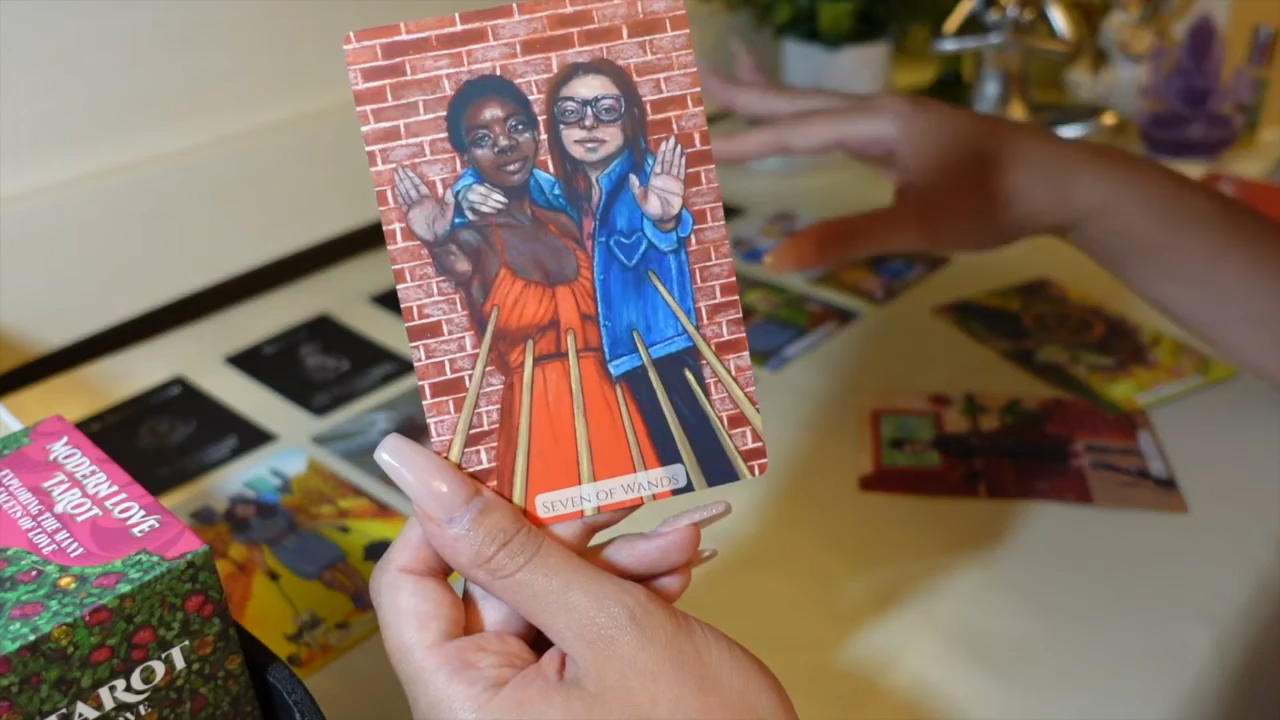 SEVEN OF WANDS
MODERN LOVE
TAROT
EXPLORING THE MANY
FACETS OF LOVE
TAROT